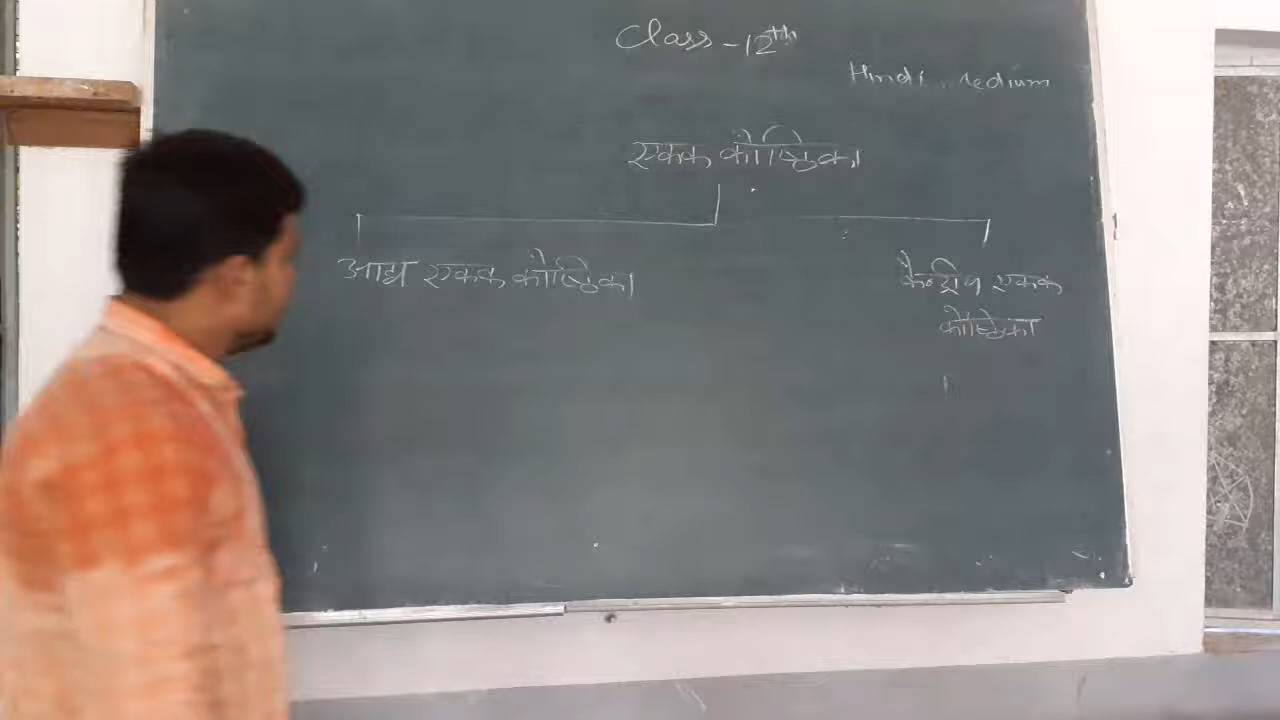 Class - 12th
Hindi Medium
एकक कोष्ठिका
आद्य एकक कोष्ठिका
केन्द्रीय एकक
कोष्ठिका